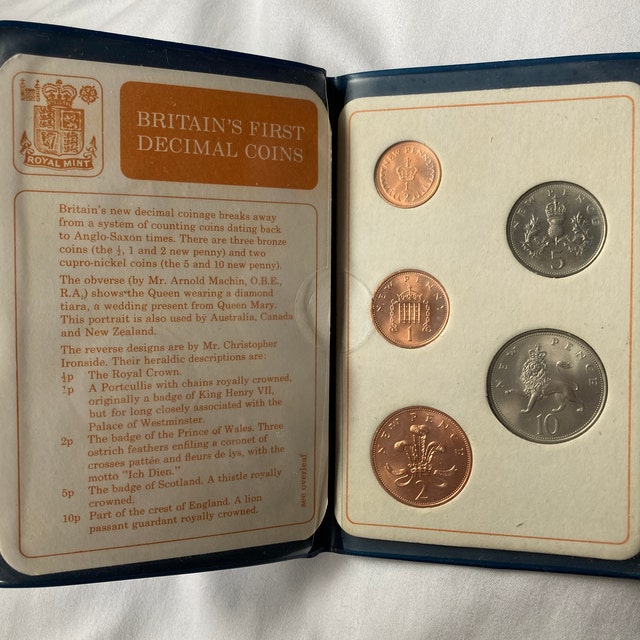 ROYAL MINT
BRITAIN'S FIRST
DECIMAL COINS
Britain's new decimal coinage breaks away
from a system of counting coins dating back
to Anglo-Saxon times. There are three bronze
coins (the ½, 1 and 2 new penny) and two
cupro-nickel coins (the 5 and 10 new penny).
The obverse (by Mr. Arnold Machin, O.B.E.,
R.A.) shows the Queen wearing a diamond
tiara, a wedding present from Queen Mary.
This portrait is also used by Australia, Canada
and New Zealand.
The reverse designs are by Mr. Christopher
Ironside. Their heraldic descriptions are:
½p The Royal Crown.
1p A Portcullis with chains royally crowned,
originally a badge of King Henry VII,
but for long closely associated with the
Palace of Westminster.
2p The badge of the Prince of Wales. Three
ostrich feathers enfiling a coronet of
crosses pattée and fleurs de lys, with the
motto "Ich Dien."
5p The badge of Scotland. A thistle royally
crowned.
10p Part of the crest of England. A lion
passant guardant royally crowned.
see overleaf
NEW PENNY
½
NEW PENCE
5
NEW PENNY
1
NEW PENCE
10
NEW PENCE
2